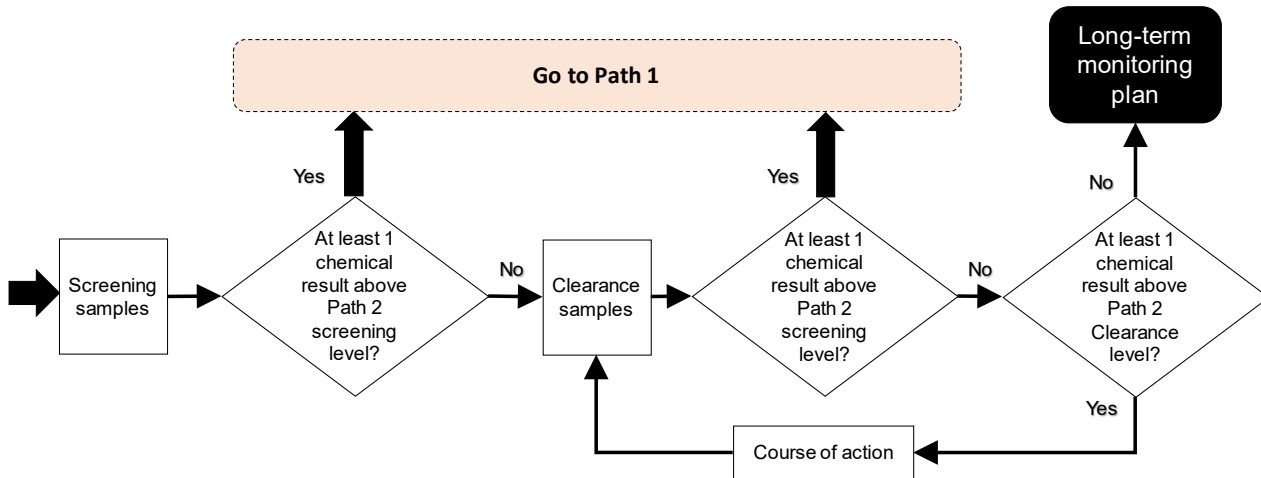 Go to Path 1
Long-term
monitoring
plan
Yes
Yes
No
Screening
samples
At least 1
chemical
result above
Path 2
screening
level?
No
Clearance
samples
At least 1
chemical
result above
Path 2
screening
level?
No
At least 1
chemical
result above
Path 2
Clearance
level?
Yes
Course of action